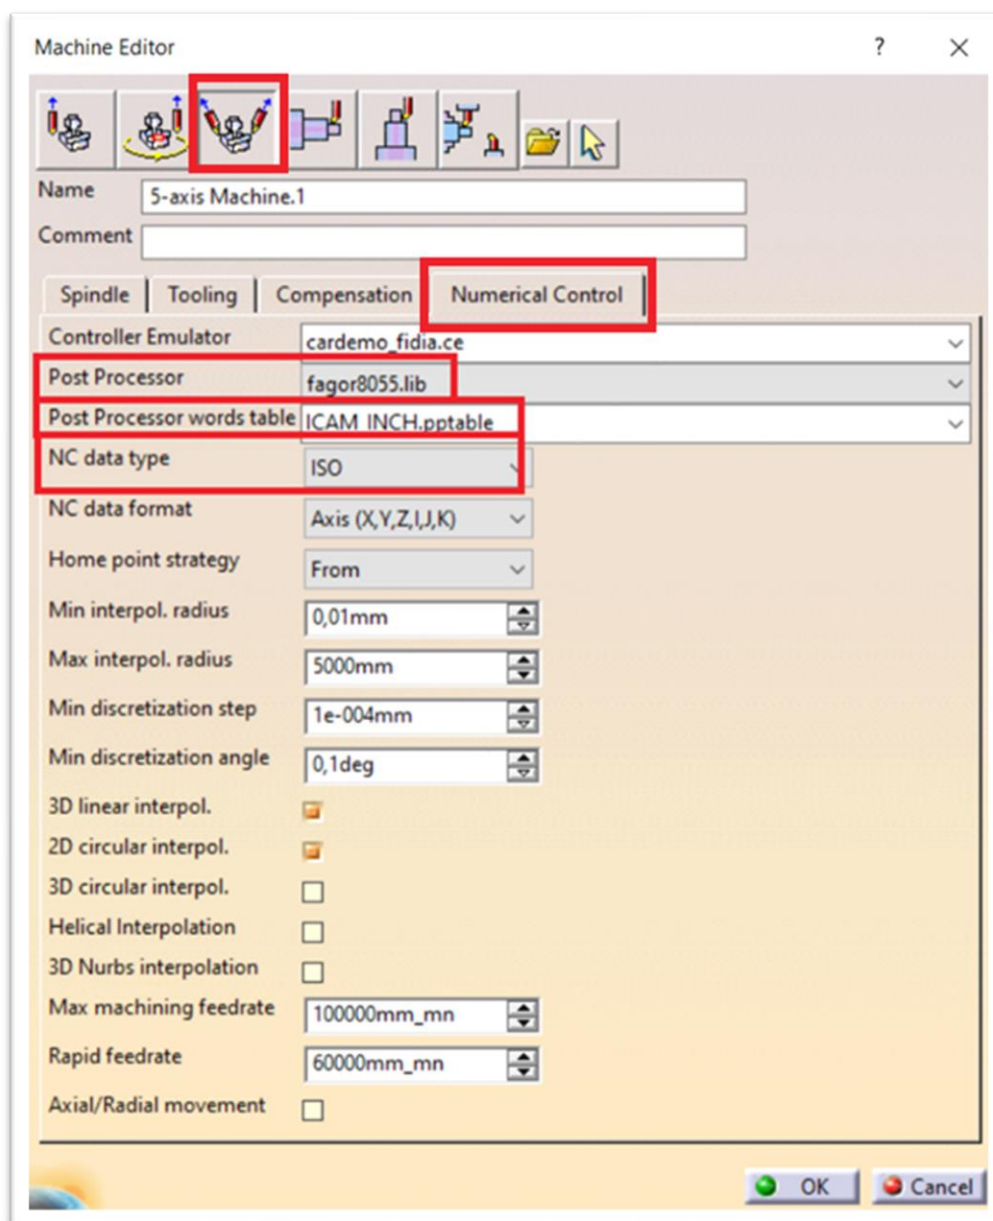 Machine Editor ? ×
Name 5-axis Machine.1
Comment
Spindle Tooling Compensation Numerical Control
Controller Emulator cardemo_fidia.ce
Post Processor fagor8055.lib
Post Processor words table ICAM_INCH.pptable
NC data type ISO
NC data format Axis (X,Y,Z,I,J,K)
Home point strategy From
Min interpol. radius 0,01mm
Max interpol. radius 5000mm
Min discretization step 1e-004mm
Min discretization angle 0,1deg
3D linear interpol.
2D circular interpol.
3D circular interpol.
Helical Interpolation
3D Nurbs interpolation
Max machining feedrate 100000mm_mn
Rapid feedrate 60000mm_mn
Axial/Radial movement
OK Cancel